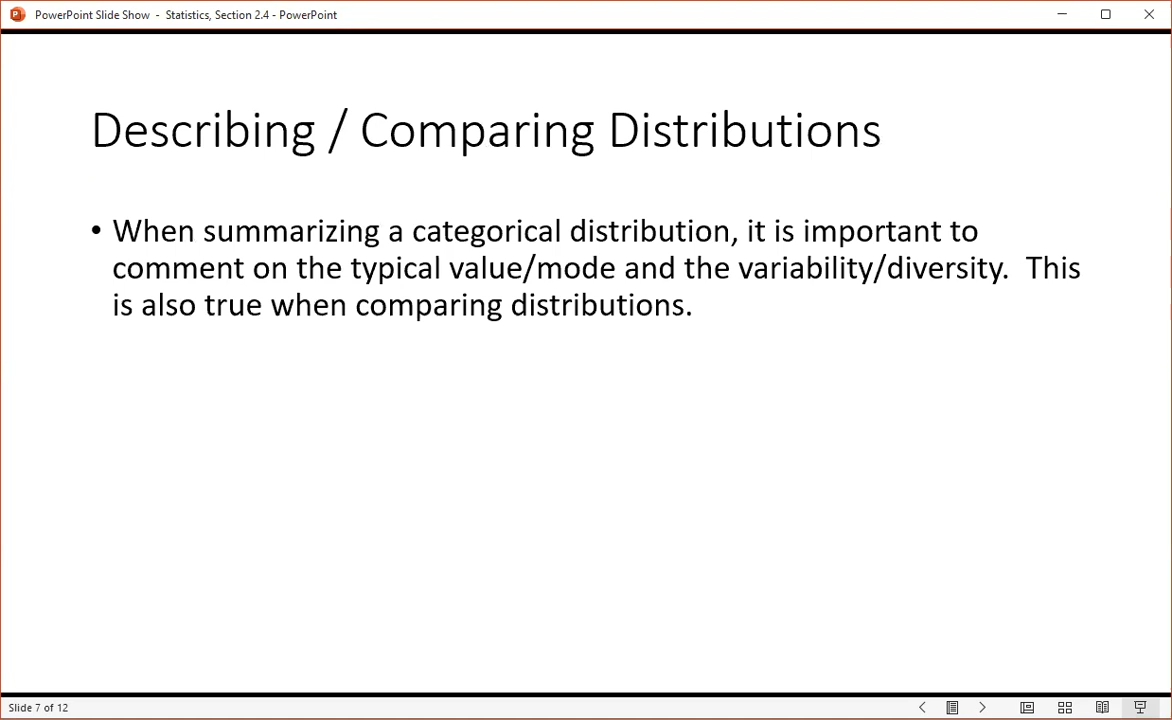 PowerPoint Slide Show - Statistics, Section 2.4 - PowerPoint
Describing / Comparing Distributions
• When summarizing a categorical distribution, it is important to
comment on the typical value/mode and the variability/diversity. This
is also true when comparing distributions.
Slide 7 of 12